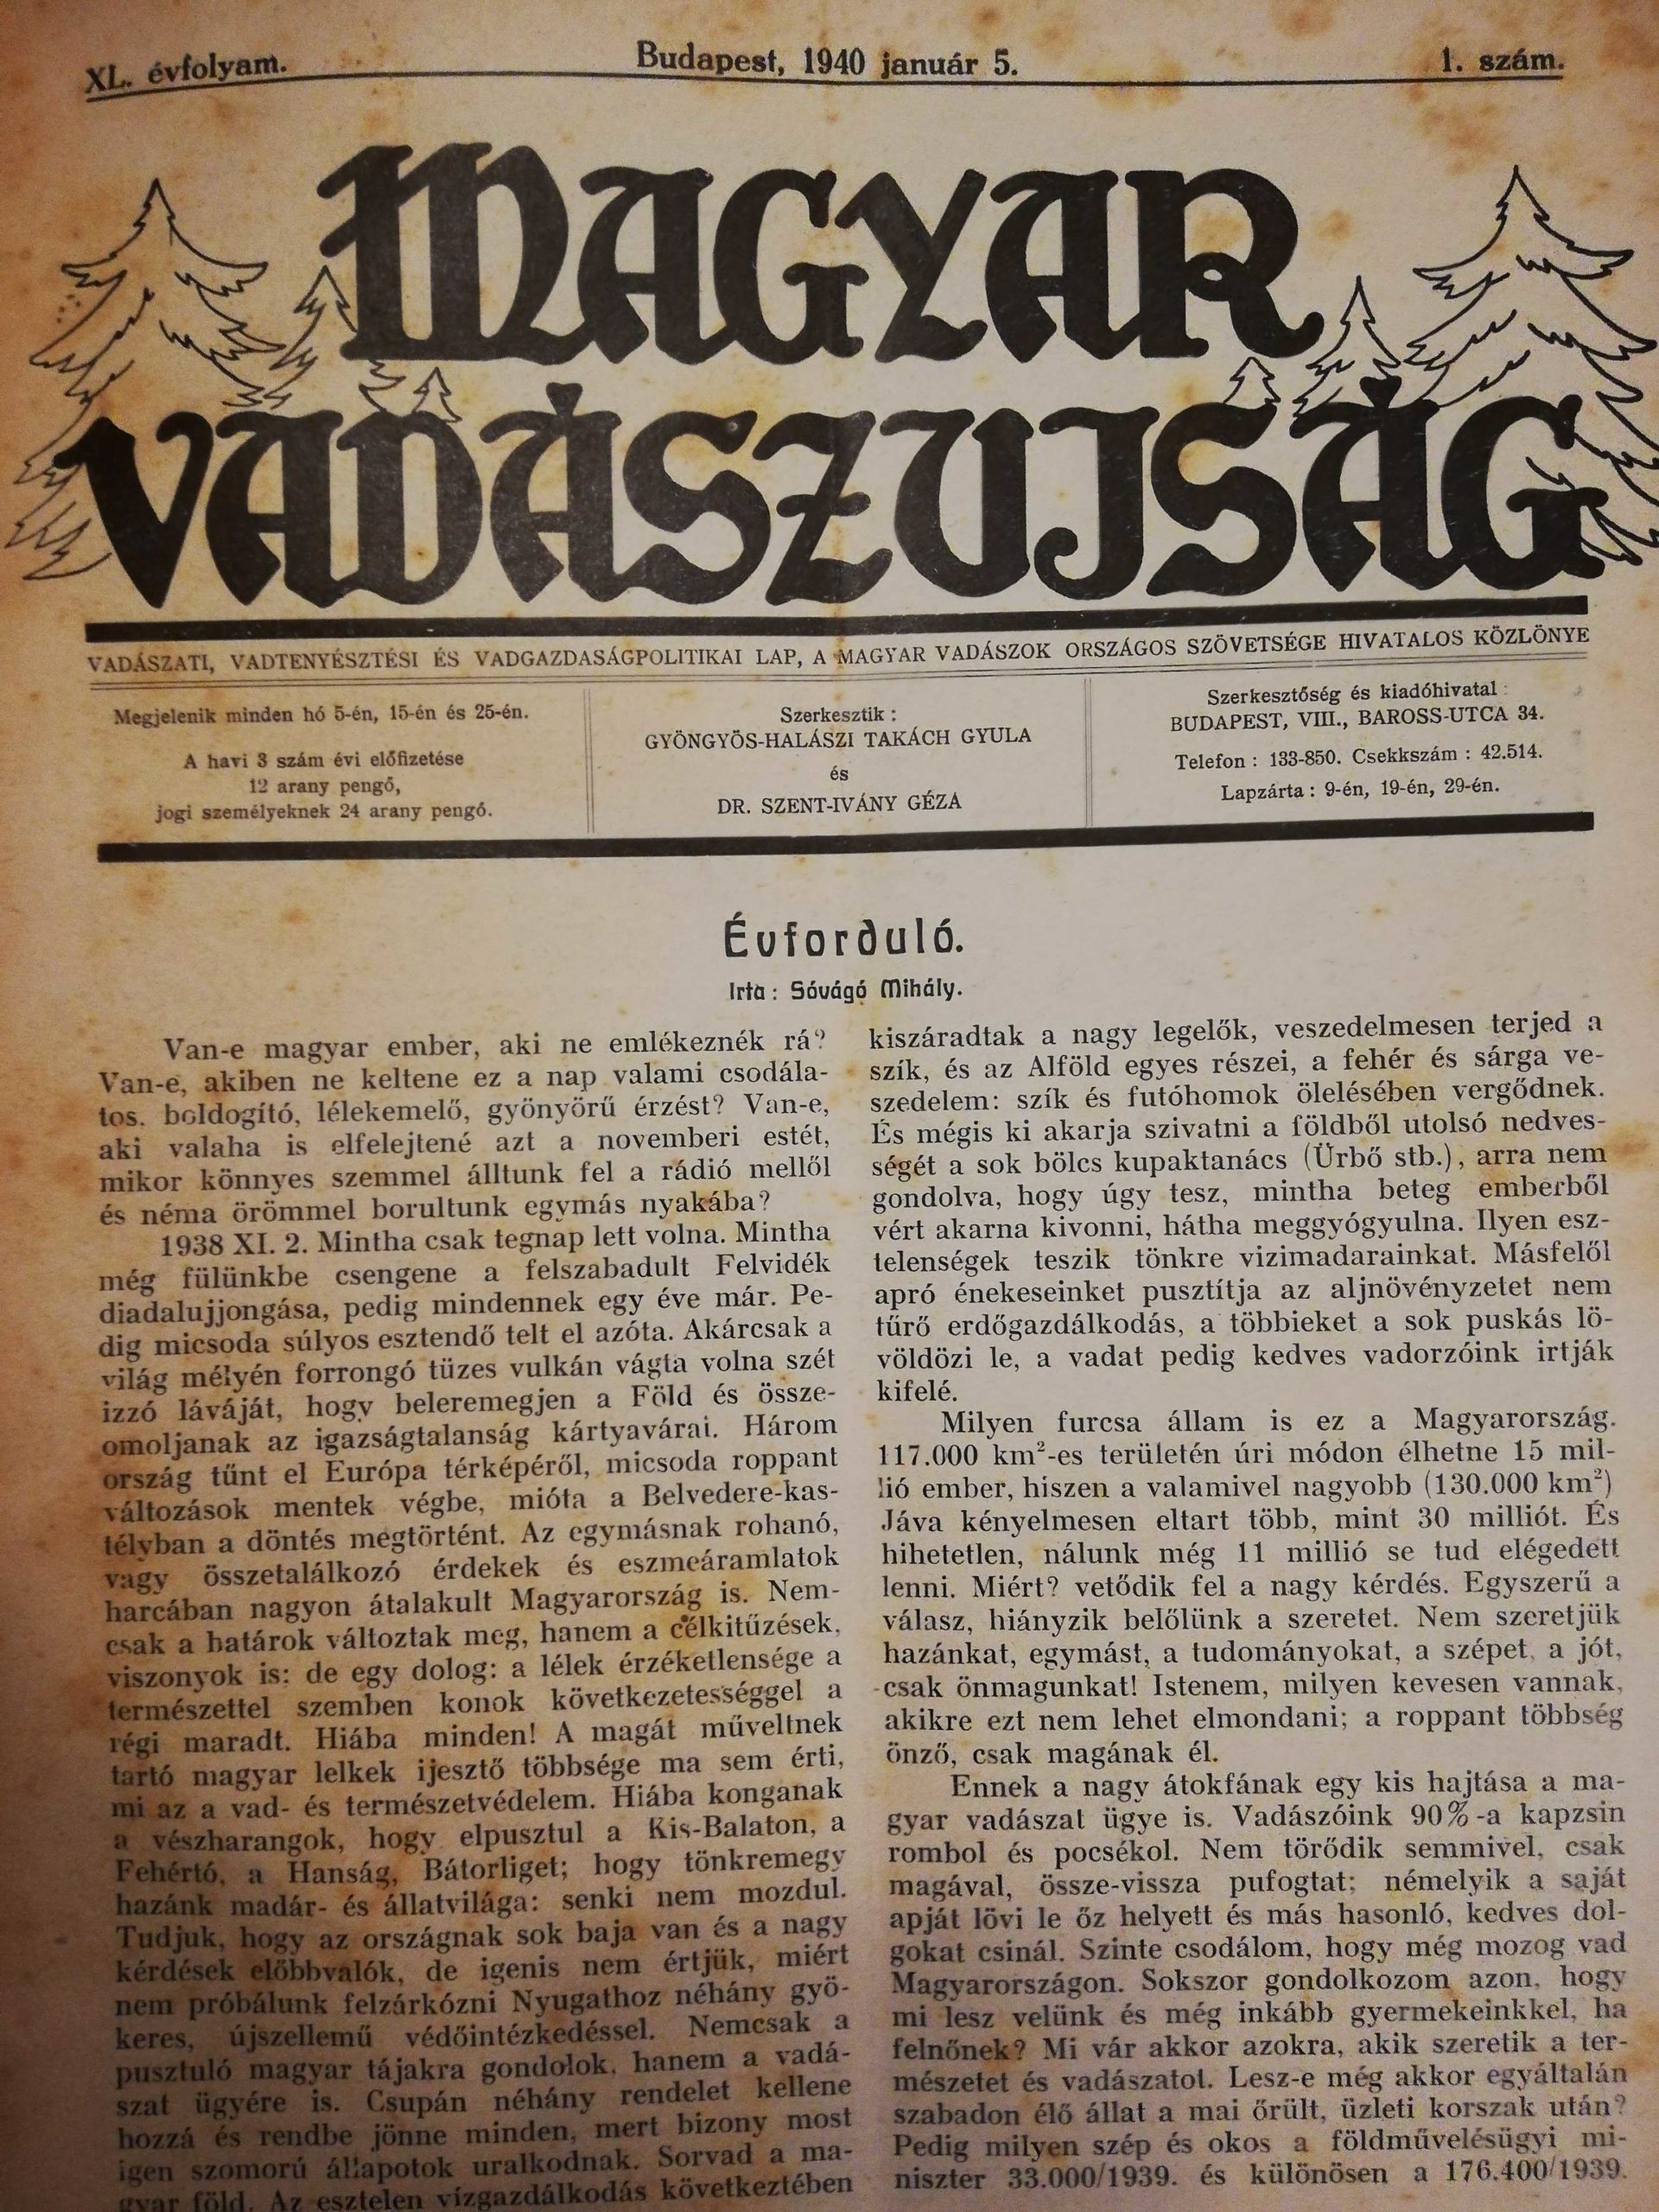 XL. évfolyam.
Budapest, 1940 január 5.
1. szám.
MAGYAR
VADÁSZUJSÁG
VADÁSZATI, VADTENYÉSZTÉSI ÉS VADGAZDASÁGPOLITIKAI LAP, A MAGYAR VADÁSZOK ORSZÁGOS SZÖVETSÉGE HIVATALOS KÖZLÖNYE
Megjelenik minden hó 5-én, 15-én és 25-én.
A havi 3 szám évi előfizetése
12 arany pengő,
jogi személyeknek 24 arany pengő.
Szerkesztik :
GYÖNGYÖS-HALÁSZI TAKÁCH GYULA
és
DR. SZENT-IVÁNY GÉZA
Szerkesztőség és kiadóhivatal :
BUDAPEST, VIII., BAROSS-UTCA 34.
Telefon : 133-850. Csekkszám : 42.514.
Lapzárta : 9-én, 19-én, 29-én.
Évforduló.
Irta : Sóvágó Mihály.
Van-e magyar ember, aki ne emlékeznék rá?
Van-e, akiben ne keltene ez a nap valami csodála-
tos. boldogító, lélekemelő, gyönyörű érzést? Van-e,
aki valaha is elfelejtené azt a novemberi estét,
mikor könnyes szemmel álltunk fel a rádió mellől
és néma örömmel borultunk egymás nyakába?
1938 XI. 2. Mintha csak tegnap lett volna. Mintha
még fülünkbe csengene a felszabadult Felvidék
diadalujjongása, pedig mindennek egy éve már. Pe-
dig micsoda súlyos esztendő telt el azóta. Akárcsak a
világ mélyén forrongó tüzes vulkán vágta volna szét
izzó láváját, hogy beleremegjen a Föld és össze-
omoljanak az igazságtalanság kártyavárai. Három
ország tűnt el Európa térképéről, micsoda roppant
változások mentek végbe, mióta a Belvedere-kas-
télyban a döntés megtörtént. Az egymásnak rohanó,
vagy összetalálkozó érdekek és eszmeáramlatok
harcában nagyon átalakult Magyarország is. Nem-
csak a határok változtak meg, hanem a célkitűzések,
viszonyok is: de egy dolog: a lélek érzéketlensége a
természettel szemben konok következetességgel a
régi maradt. Hiába minden! A magát műveltnek
tartó magyar lelkek ijesztő többsége ma sem érti,
mi az a vad- és természetvédelem. Hiába konganak
a vészharangok, hogy elpusztul a Kis-Balaton, a
Fehértó, a Hanság, Bátorliget; hogy tönkremegy
hazánk madár- és állatvilága: senki nem mozdul.
Tudjuk, hogy az országnak sok baja van és a nagy
kérdések előbbvalók, de igenis nem értjük, miért
nem próbálunk felzárkózni Nyugathoz néhány gyö-
keres, újszellemű védőintézkedéssel. Nemcsak a
pusztuló magyar tájakra gondolok. hanem a vadá-
szat ügyére is. Csupán néhány rendelet kellene
hozzá és rendbe jönne minden, mert bizony most
igen szomorú állapotok uralkodnak. Sorvad a ma-
gyar föld. Az esztelen vízgazdálkodás következtében
kiszáradtak a nagy legelők, veszedelmesen terjed a
szík, és az Alföld egyes részei, a fehér és sárga ve-
szedelem: szík és futóhomok ölelésében vergődnek.
És mégis ki akarja szivatni a földből utolsó nedves-
ségét a sok bölcs kupaktanács (Ürbő stb.), arra nem
gondolva, hogy úgy tesz, mintha beteg emberből
vért akarna kivonni, hátha meggyógyulna. Ilyen esz-
telenségek teszik tönkre vizimadarainkat. Másfelől
apró énekeseinket pusztítja az aljnövényzetet nem
tűrő erdőgazdálkodás, a többieket a sok puskás lö-
völdözi le, a vadat pedig kedves vadorzóink irtják
kifelé.
Milyen furcsa állam is ez a Magyarország.
117.000 km²-es területén úri módon élhetne 15 mil-
lió ember, hiszen a valamivel nagyobb (130.000 km²)
Jáva kényelmesen eltart több, mint 30 milliót. És
hihetetlen, nálunk még 11 millió se tud elégedett
lenni. Miért? vetődik fel a nagy kérdés. Egyszerű a
válasz, hiányzik belőlünk a szeretet. Nem szeretjük
hazánkat, egymást, a tudományokat, a szépet, a jót,
csak önmagunkat! Istenem, milyen kevesen vannak,
akikre ezt nem lehet elmondani; a roppant többség
önző, csak magának él.
Ennek a nagy átokfának egy kis hajtása a ma-
gyar vadászat ügye is. Vadászóink 90%-a kapzsin
rombol és pocsékol. Nem törődik semmivel, csak
magával, össze-vissza pufogtat; némelyik a saját
apját lövi le őz helyett és más hasonló, kedves dol-
gokat csinál. Szinte csodálom, hogy még mozog vad
Magyarországon. Sokszor gondolkozom azon, hogy
mi lesz velünk és még inkább gyermekeinkkel, ha
felnőnek? Mi vár akkor azokra, akik szeretik a ter-
mészetet és vadászatot. Lesz-e még akkor egyáltalán
szabadon élő állat a mai őrült, üzleti korszak után?
Pedig milyen szép és okos a földművelésügyi mi-
niszter 33.000/1939. és különösen a 176.400/1939.